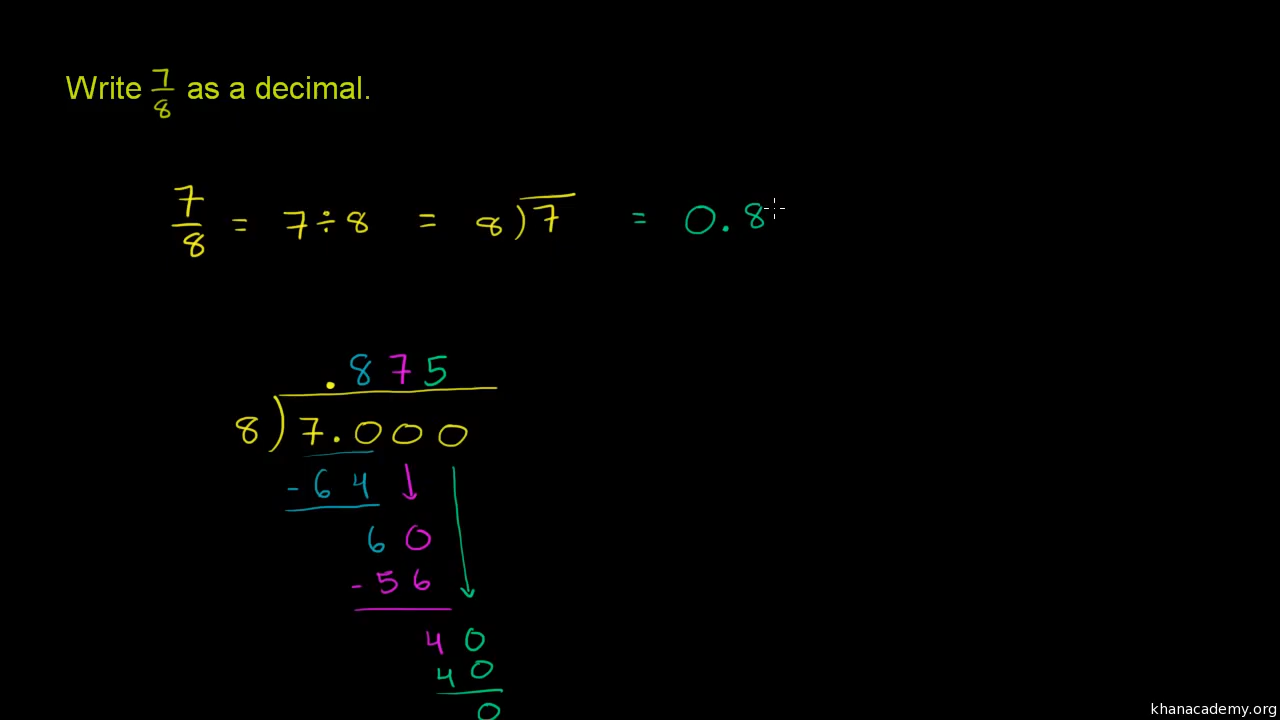 Write 7/8 as a decimal.
7/8 = 7÷8 = 8)7 = 0.8
.875
8)7.000
-64
60
-56
40
40
0
khanacademy.org